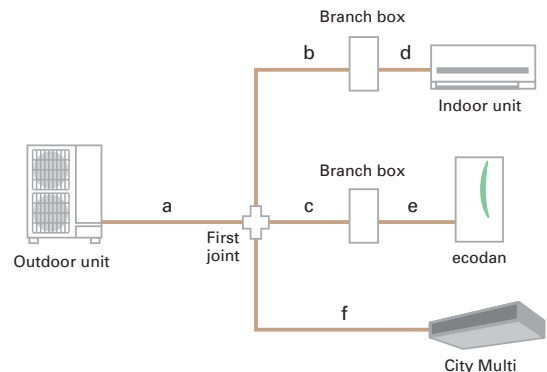 Branch box
b
d
Indoor unit
Branch box
a
c
e
First
joint
Outdoor unit
ecodan
f
City Multi